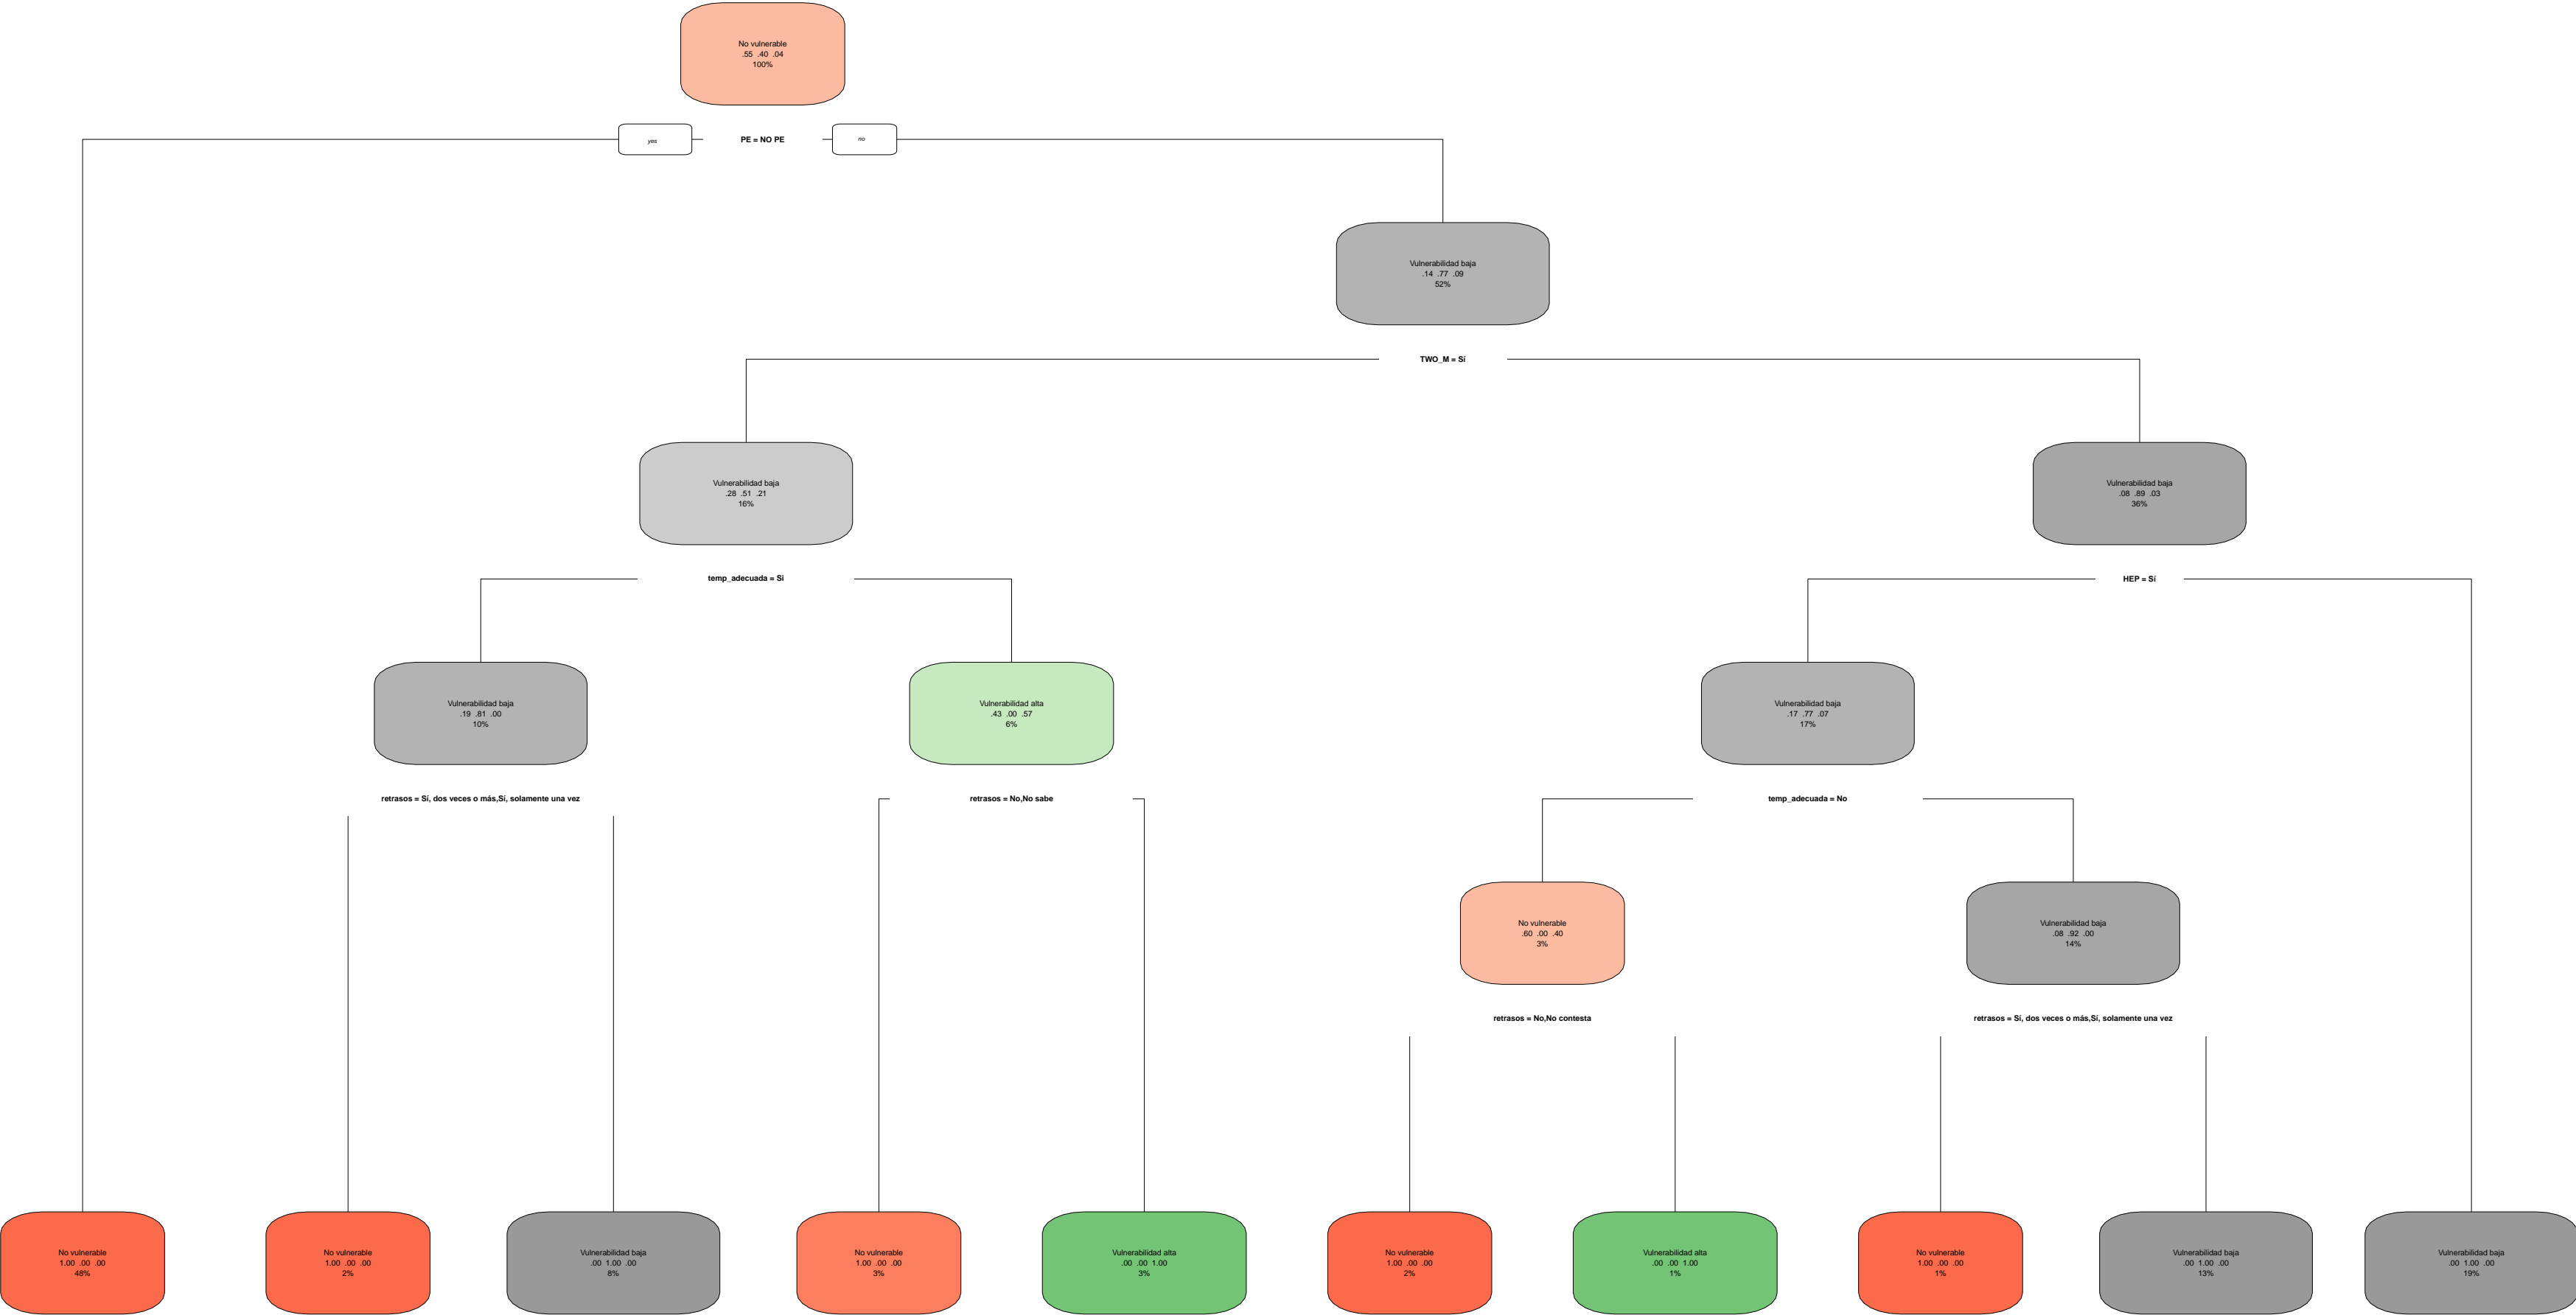 No vulnerable
.55 .40 .04
100%
yes
PE = NO PE
no
Vulnerabilidad baja
.14 .77 .09
52%
TWO_M = Sí
Vulnerabilidad baja
.28 .51 .21
16%
Vulnerabilidad baja
.08 .89 .03
36%
temp_adecuada = Si
HEP = Sí
Vulnerabilidad baja
.19 .81 .00
10%
Vulnerabilidad alta
.43 .00 .57
6%
Vulnerabilidad baja
.17 .77 .07
17%
retrasos = Sí, dos veces o más,Sí, solamente una vez
retrasos = No,No sabe
temp_adecuada = No
No vulnerable
.60 .00 .40
3%
Vulnerabilidad baja
.08 .92 .00
14%
retrasos = No,No contesta
retrasos = Sí, dos veces o más,Sí, solamente una vez
No vulnerable
1.00 .00 .00
48%
No vulnerable
1.00 .00 .00
2%
Vulnerabilidad baja
.00 1.00 .00
8%
No vulnerable
1.00 .00 .00
3%
Vulnerabilidad alta
.00 .00 1.00
3%
No vulnerable
1.00 .00 .00
2%
Vulnerabilidad alta
.00 .00 1.00
1%
No vulnerable
1.00 .00 .00
1%
Vulnerabilidad baja
.00 1.00 .00
13%
Vulnerabilidad baja
.00 1.00 .00
19%